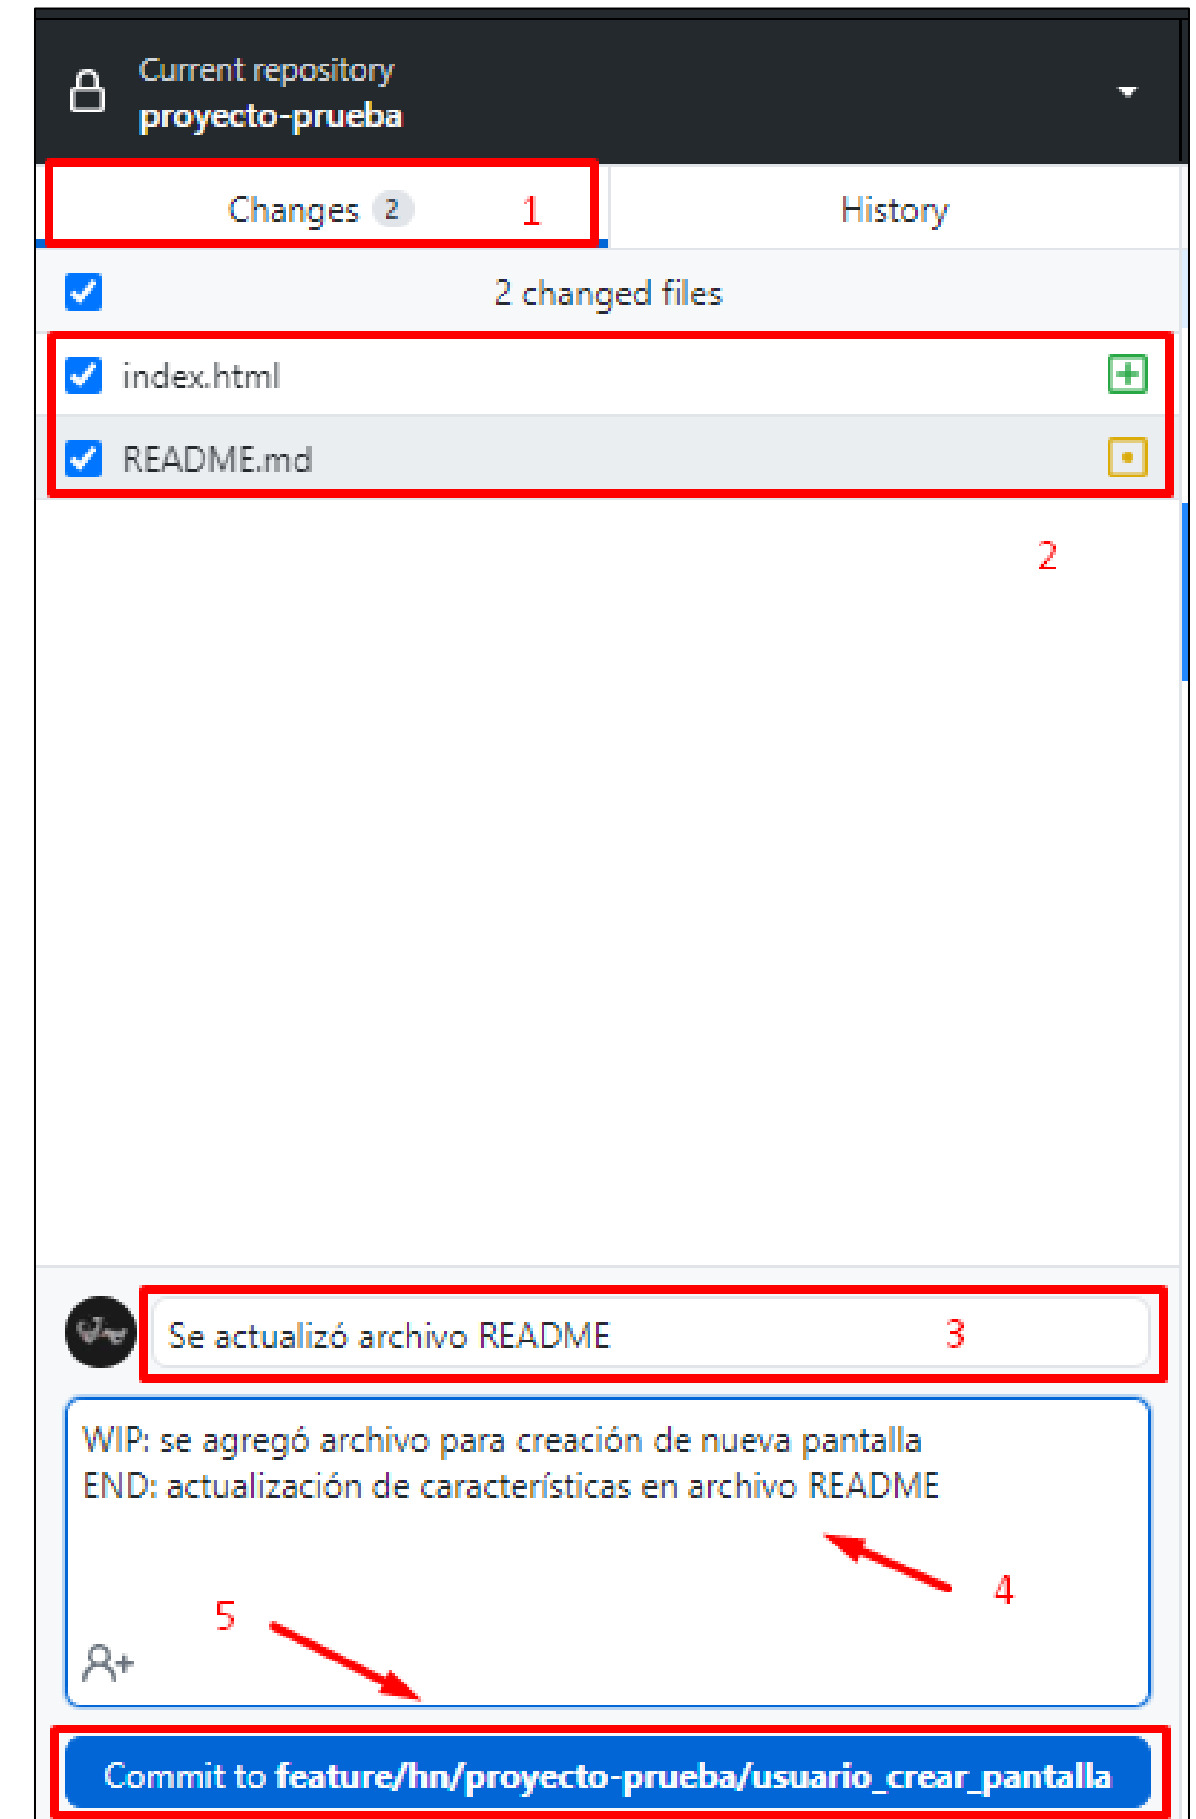 Current repository
proyecto-prueba
Changes 2 1 History
2 changed files
index.html
README.md
2
Se actualizó archivo README 3
WIP: se agregó archivo para creación de nueva pantalla
END: actualización de características en archivo README
4
5
Commit to feature/hn/proyecto-prueba/usuario_crear_pantalla